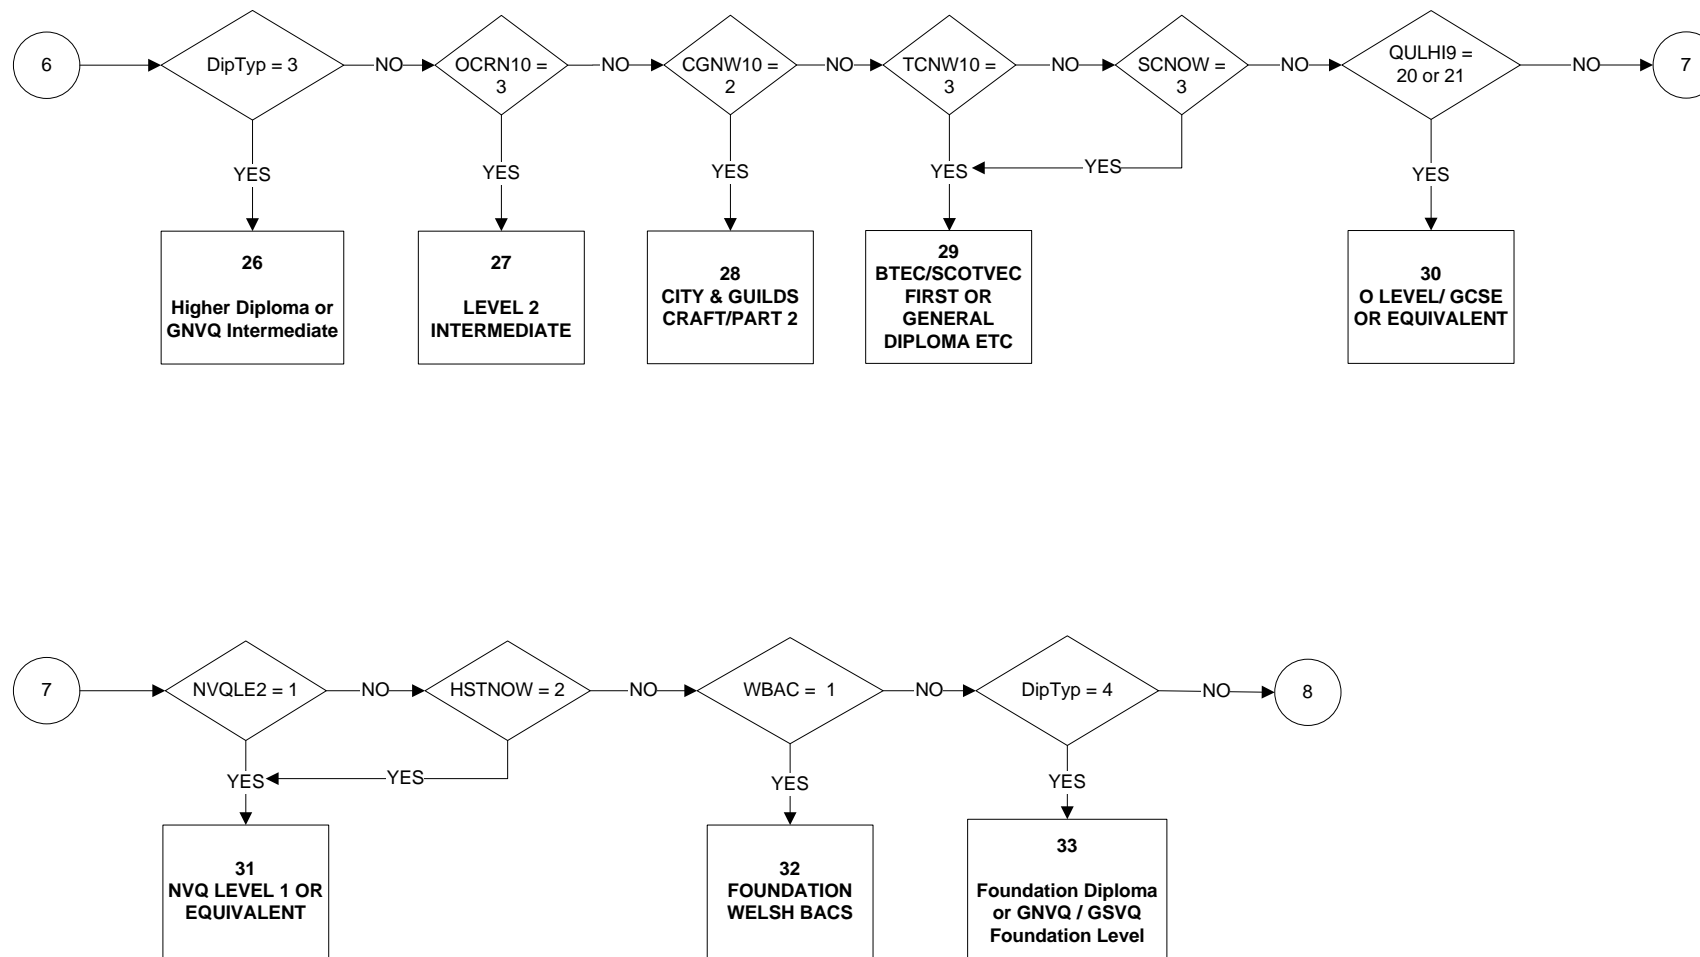 6
DipTyp = 3
NO
OCRN10 =
3
NO
CGNW10 =
2
NO
TCNW10 =
3
NO
SCNOW =
3
NO
QULHI9 =
20 or 21
NO
7
YES
YES
YES
YES
YES
YES
26
Higher Diploma or
GNVQ Intermediate
27
LEVEL 2
INTERMEDIATE
28
CITY & GUILDS
CRAFT/PART 2
29
BTEC/SCOTVEC
FIRST OR
GENERAL
DIPLOMA ETC
30
O LEVEL/ GCSE
OR EQUIVALENT
7
NVQLE2 = 1
NO
HSTNOW = 2
NO
WBAC = 1
NO
DipTyp = 4
NO
8
YES
YES
YES
YES
31
NVQ LEVEL 1 OR
EQUIVALENT
32
FOUNDATION
WELSH BACS
33
Foundation Diploma
or GNVQ / GSVQ
Foundation Level